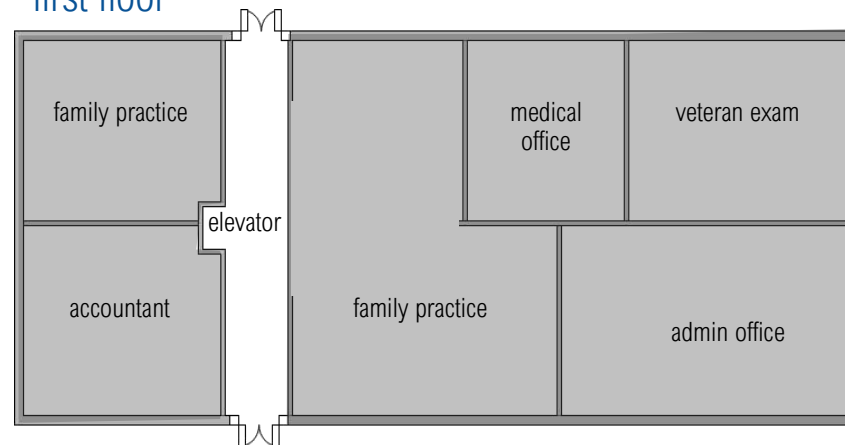 first floor
family practice
medical
office
veteran exam
elevator
accountant
family practice
admin office